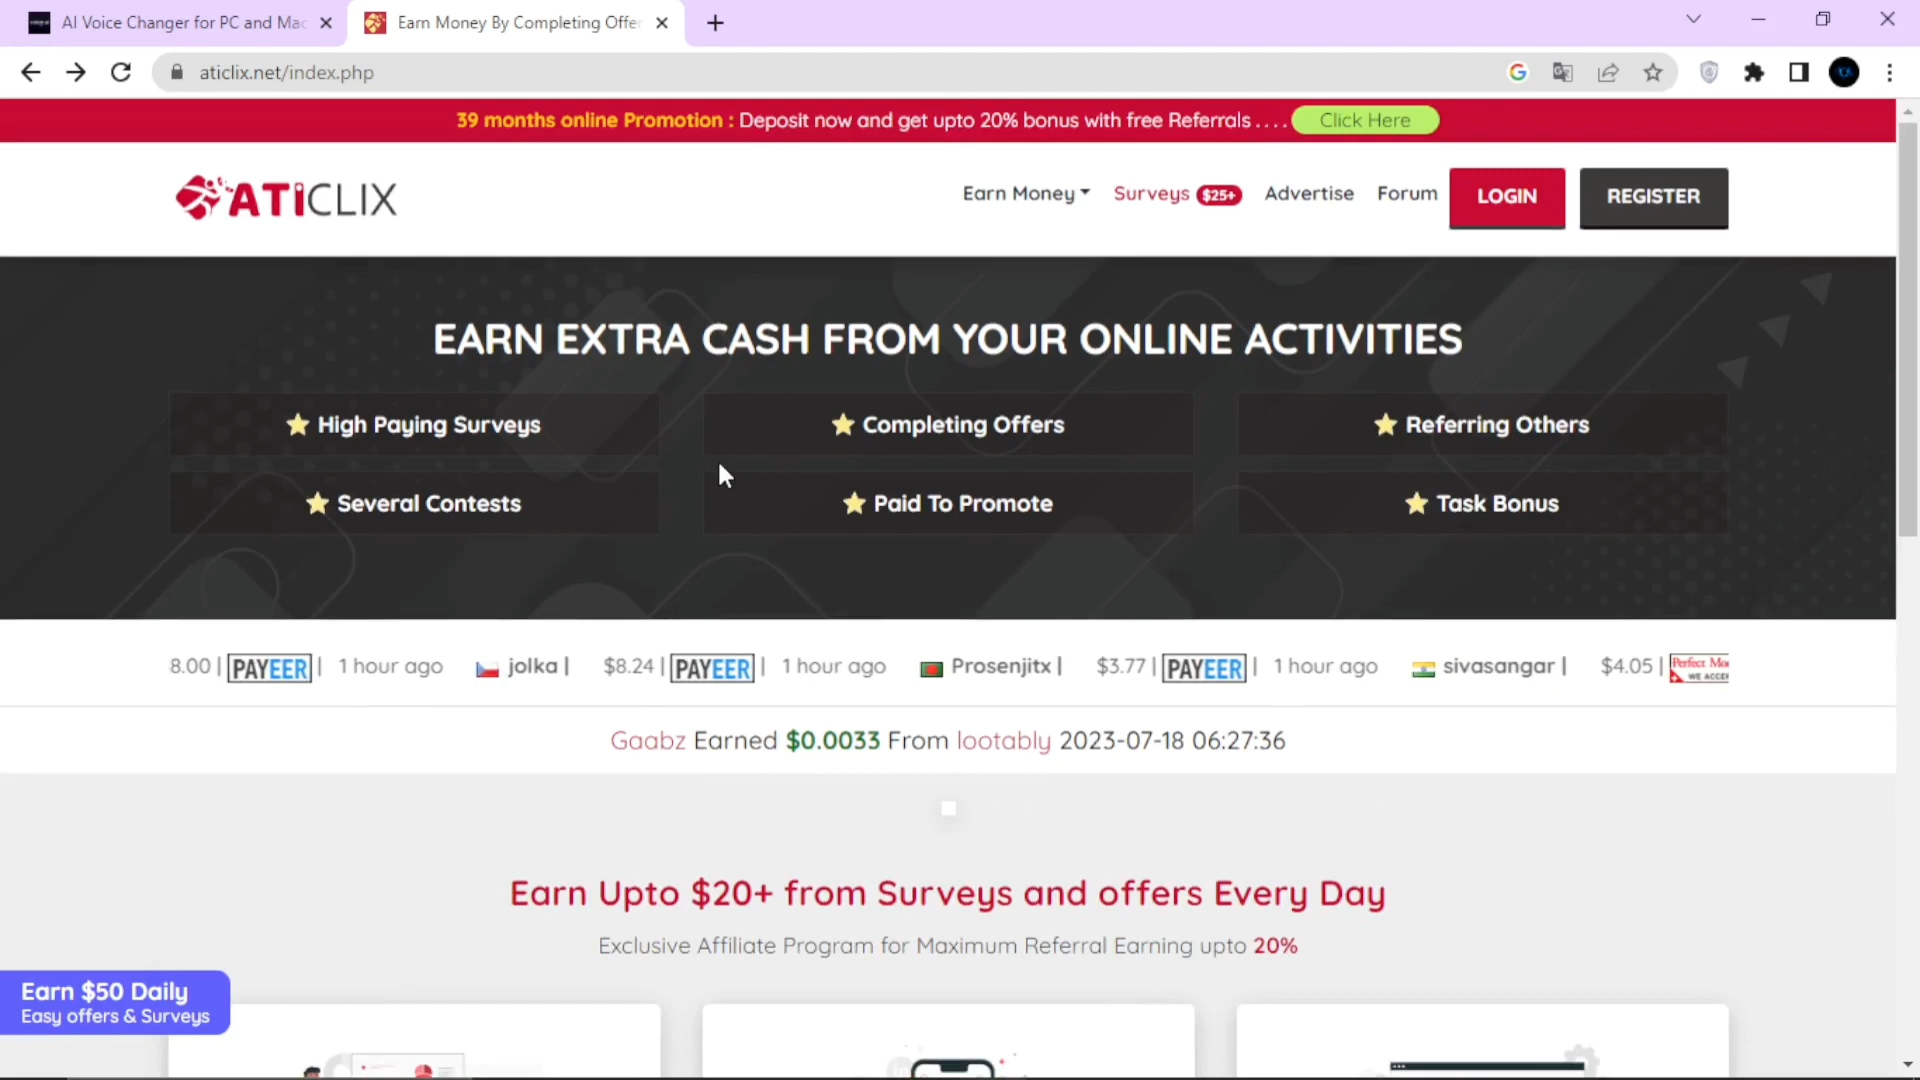 AI Voice Changer for PC and Mac
Earn Money By Completing Offer
aticlix.net/index.php
39 months online Promotion : Deposit now and get upto 20% bonus with free Referrals . . . . Click Here
ATiCLIX
Earn Money Surveys $25+ Advertise Forum LOGIN REGISTER
EARN EXTRA CASH FROM YOUR ONLINE ACTIVITIES
High Paying Surveys Completing Offers Referring Others
Several Contests Paid To Promote Task Bonus
8.00 | PAYEER | 1 hour ago jolka | $8.24 | PAYEER | 1 hour ago Prosenjitx | $3.77 | PAYEER | 1 hour ago sivasangar | $4.05 | Perfect Mo
WE ACCEP
Gaabz Earned $0.0033 From lootably 2023-07-18 06:27:36
Earn Upto $20+ from Surveys and offers Every Day
Exclusive Affiliate Program for Maximum Referral Earning upto 20%
Earn $50 Daily
Easy offers & Surveys